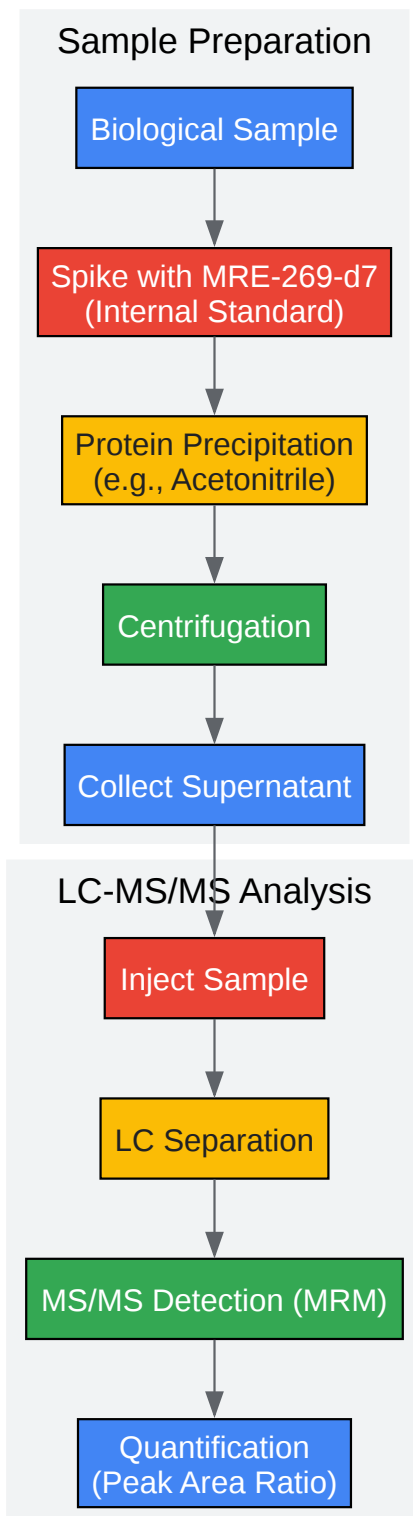 Sample Preparation
Biological Sample
Spike with MRE-269-d7
(Internal Standard)
Protein Precipitation
(e.g., Acetonitrile)
Centrifugation
Collect Supernatant
LC-MS/MS Analysis
Inject Sample
LC Separation
MS/MS Detection (MRM)
Quantification
(Peak Area Ratio)